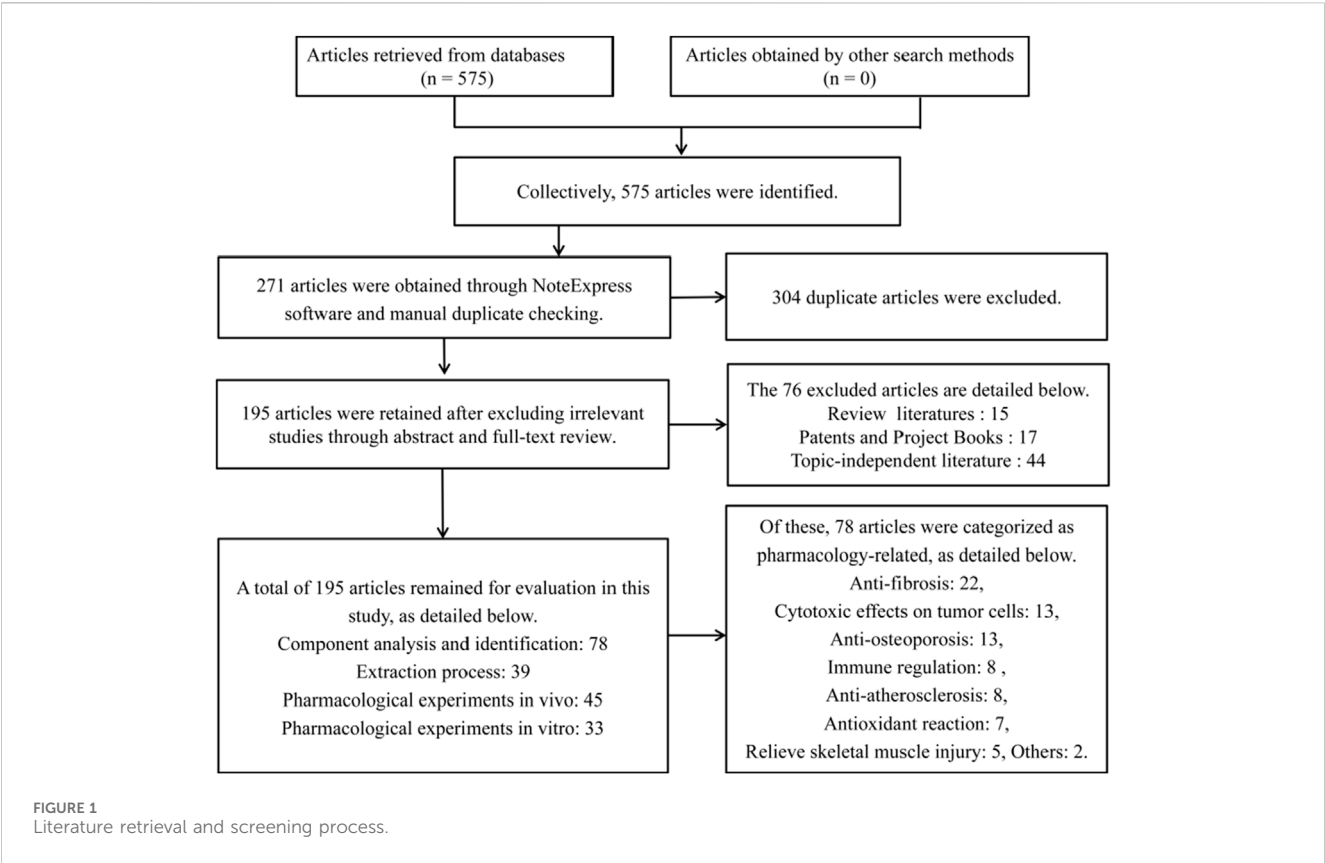 Articles retrieved from databases
(n = 575)
Articles obtained by other search methods
(n = 0)
Collectively, 575 articles were identified.
271 articles were obtained through NoteExpress
software and manual duplicate checking.
304 duplicate articles were excluded.
195 articles were retained after excluding irrelevant
studies through abstract and full-text review.
The 76 excluded articles are detailed below.
Review literatures : 15
Patents and Project Books : 17
Topic-independent literature : 44
A total of 195 articles remained for evaluation in this
study, as detailed below.
Component analysis and identification: 78
Extraction process: 39
Pharmacological experiments in vivo: 45
Pharmacological experiments in vitro: 33
Of these, 78 articles were categorized as
pharmacology-related, as detailed below.
Anti-fibrosis: 22,
Cytotoxic effects on tumor cells: 13,
Anti-osteoporosis: 13,
Immune regulation: 8 ,
Anti-atherosclerosis: 8,
Antioxidant reaction: 7,
Relieve skeletal muscle injury: 5, Others: 2.
FIGURE 1
Literature retrieval and screening process.